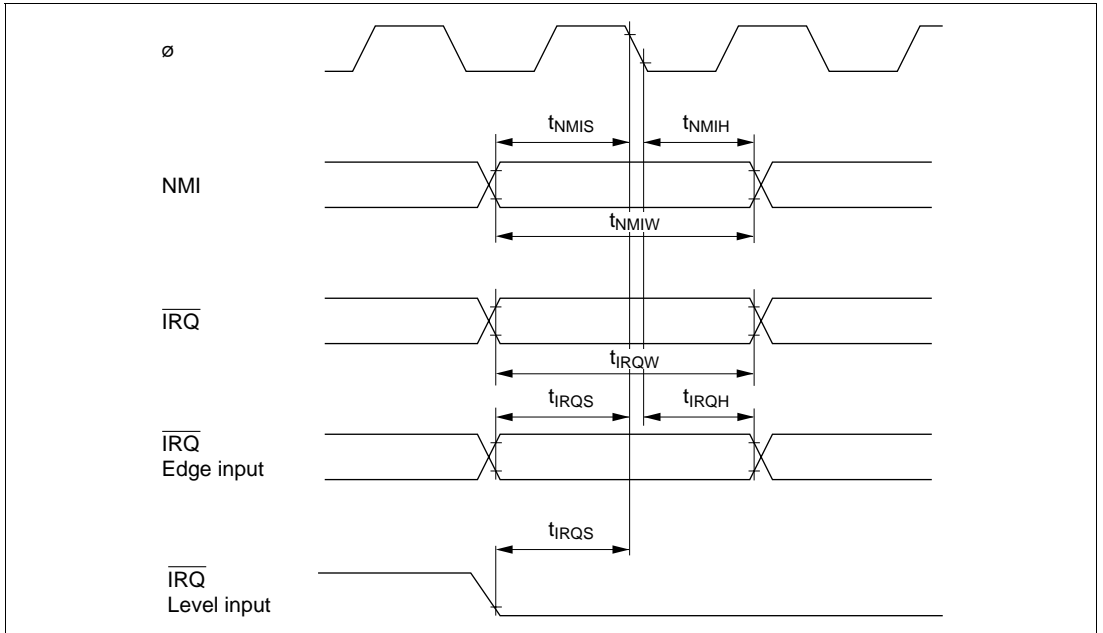 ø
tNMIS tNMIH
NMI
tNMIW
IRQ
tIRQW
tIRQS tIRQH
IRQ
Edge input
tIRQS
IRQ
Level input